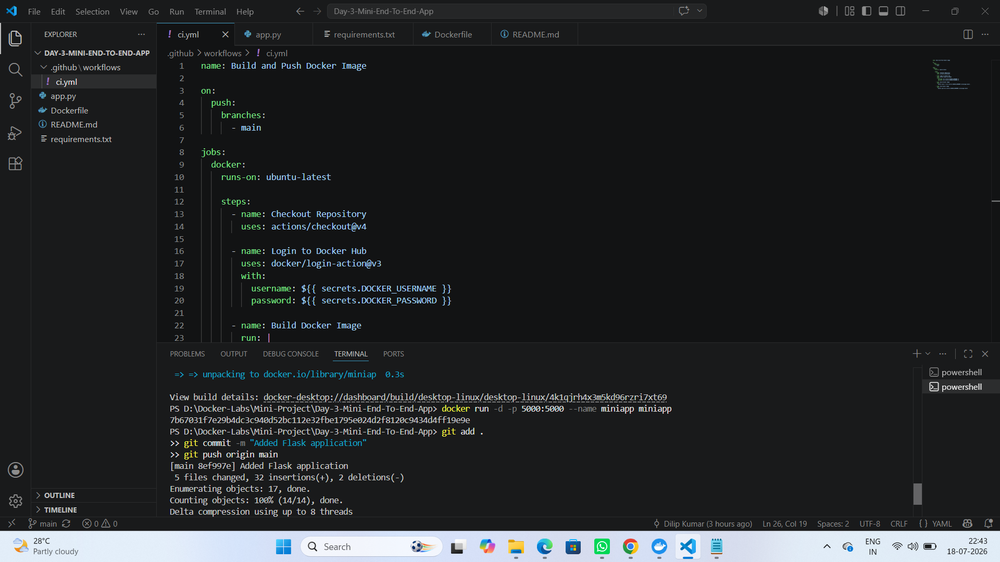 File Edit Selection View Go Run Terminal Help
Day-3-Mini-End-To-End-App
EXPLORER
DAY-3-MINI-END-TO-END-APP
.github\workflows
ci.yml
app.py
Dockerfile
README.md
requirements.txt
OUTLINE
TIMELINE
ci.yml app.py requirements.txt Dockerfile README.md
.github > workflows > ! ci.yml
1 name: Build and Push Docker Image
2
3 on:
4 push:
5 branches:
6 - main
7
8 jobs:
9 docker:
10 runs-on: ubuntu-latest
11
12 steps:
13 - name: Checkout Repository
14 uses: actions/checkout@v4
15
16 - name: Login to Docker Hub
17 uses: docker/login-action@v3
18 with:
19 username: ${{ secrets.DOCKER_USERNAME }}
20 password: ${{ secrets.DOCKER_PASSWORD }}
21
22 - name: Build Docker Image
23 run: |
PROBLEMS OUTPUT DEBUG CONSOLE TERMINAL PORTS
=> => unpacking to docker.io/library/miniap 0.3s
View build details: docker-desktop://dashboard/build/desktop-linux/desktop-linux/4k1qjrh4x3m5kd96rzri7xt69
PS D:\Docker-Labs\Mini-Project\Day-3-Mini-End-To-End-App> docker run -d -p 5000:5000 --name miniapp miniapp
7b67031f7e29b4dc3c940d52bc112e32fbe1795e024d2f8120c9434d4ff19e9e
PS D:\Docker-Labs\Mini-Project\Day-3-Mini-End-To-End-App> git add .
>> git commit -m "Added Flask application"
>> git push origin main
[main 8ef997e] Added Flask application
5 files changed, 32 insertions(+), 2 deletions(-)
Enumerating objects: 17, done.
Counting objects: 100% (14/14), done.
Delta compression using up to 8 threads
powershell
powershell
main 0 0 Dilip Kumar (3 hours ago) Ln 26, Col 19 Spaces: 2 UTF-8 CRLF {} YAML
28°C
Partly cloudy
Search
ENG
IN
22:43
18-07-2026